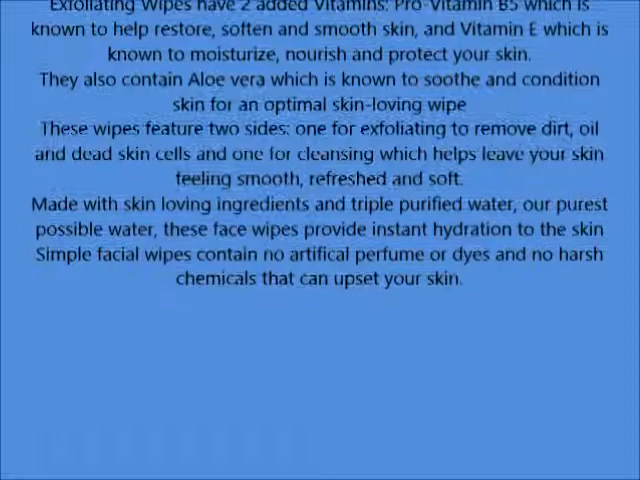 Exfoliating Wipes have 2 added Vitamins: Pro-Vitamin B5 which is
known to help restore, soften and smooth skin, and Vitamin E which is
known to moisturize, nourish and protect your skin.
They also contain Aloe vera which is known to soothe and condition
skin for an optimal skin-loving wipe
These wipes feature two sides: one for exfoliating to remove dirt, oil
and dead skin cells and one for cleansing which helps leave your skin
feeling smooth, refreshed and soft.
Made with skin loving ingredients and triple purified water, our purest
possible water, these face wipes provide instant hydration to the skin
Simple facial wipes contain no artifical perfume or dyes and no harsh
chemicals that can upset your skin.